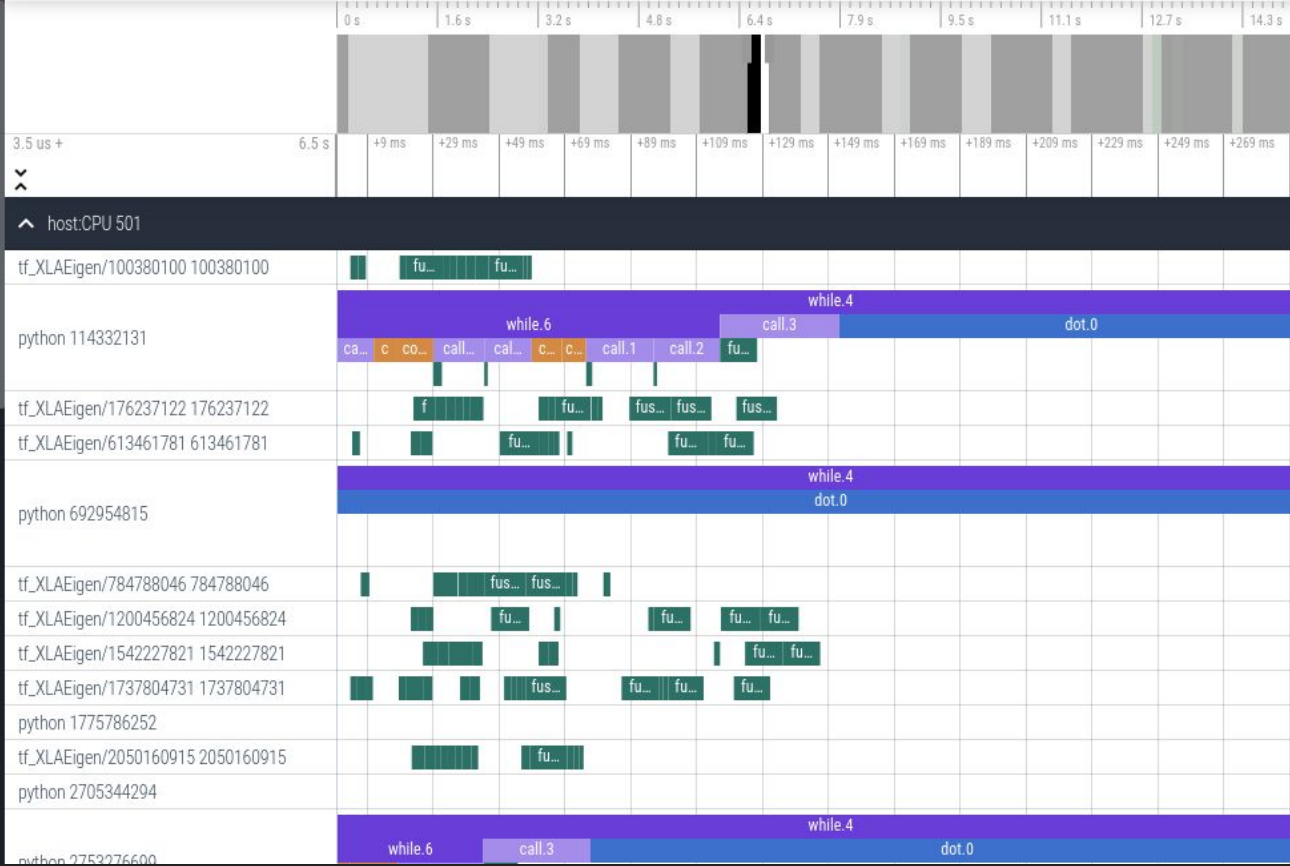 0 s 1.6 s 3.2 s 4.8 s 6.4 s 7.9 s 9.5 s 11.1 s 12.7 s 14.3 s
3.5 us + 6.5 s +9 ms +29 ms +49 ms +69 ms +89 ms +109 ms +129 ms +149 ms +169 ms +189 ms +209 ms +229 ms +249 ms +269 ms
host:CPU 501
tf_XLAEigen/100380100 100380100 fu... fu...
while.4
while.6 call.3 dot.0
python 114332131
ca... c co... call... cal... c... c... call.1 call.2 fu...
tf_XLAEigen/176237122 176237122 f fu... fus... fus... fus...
tf_XLAEigen/613461781 613461781 fu... fu... fu...
while.4
dot.0
python 692954815
tf_XLAEigen/784788046 784788046 fus... fus...
tf_XLAEigen/1200456824 1200456824 fu... fu... fu... fu...
tf_XLAEigen/1542227821 1542227821 fu... fu...
tf_XLAEigen/1737804731 1737804731 fus... fu... fu... fu...
python 1775786252
tf_XLAEigen/2050160915 2050160915 fu...
python 2705344294
while.4
while.6 call.3 dot.0
python 2753276699